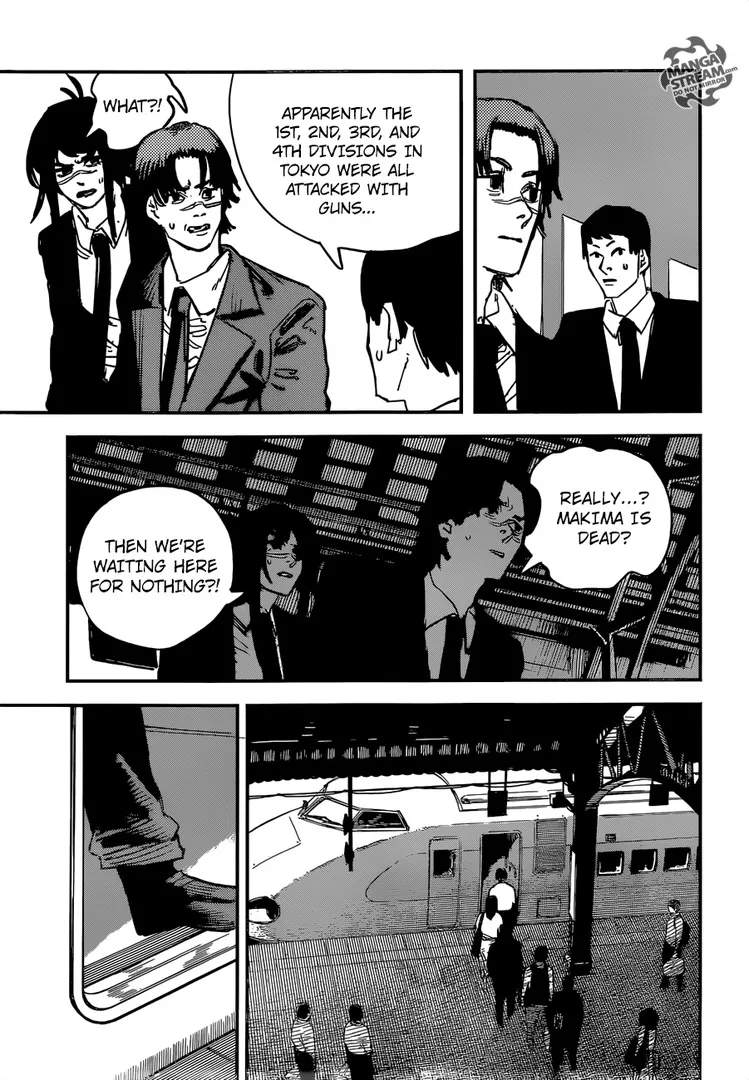 WHAT?!
APPARENTLY THE
1ST, 2ND, 3RD, AND
4TH DIVISIONS IN
TOKYO WERE ALL
ATTACKED WITH
GUNS...
MANGA
STREAM.com
DO NOT MIRROR
REALLY...?
MAKIMA IS
DEAD?
THEN WE'RE
WAITING HERE
FOR NOTHING?!